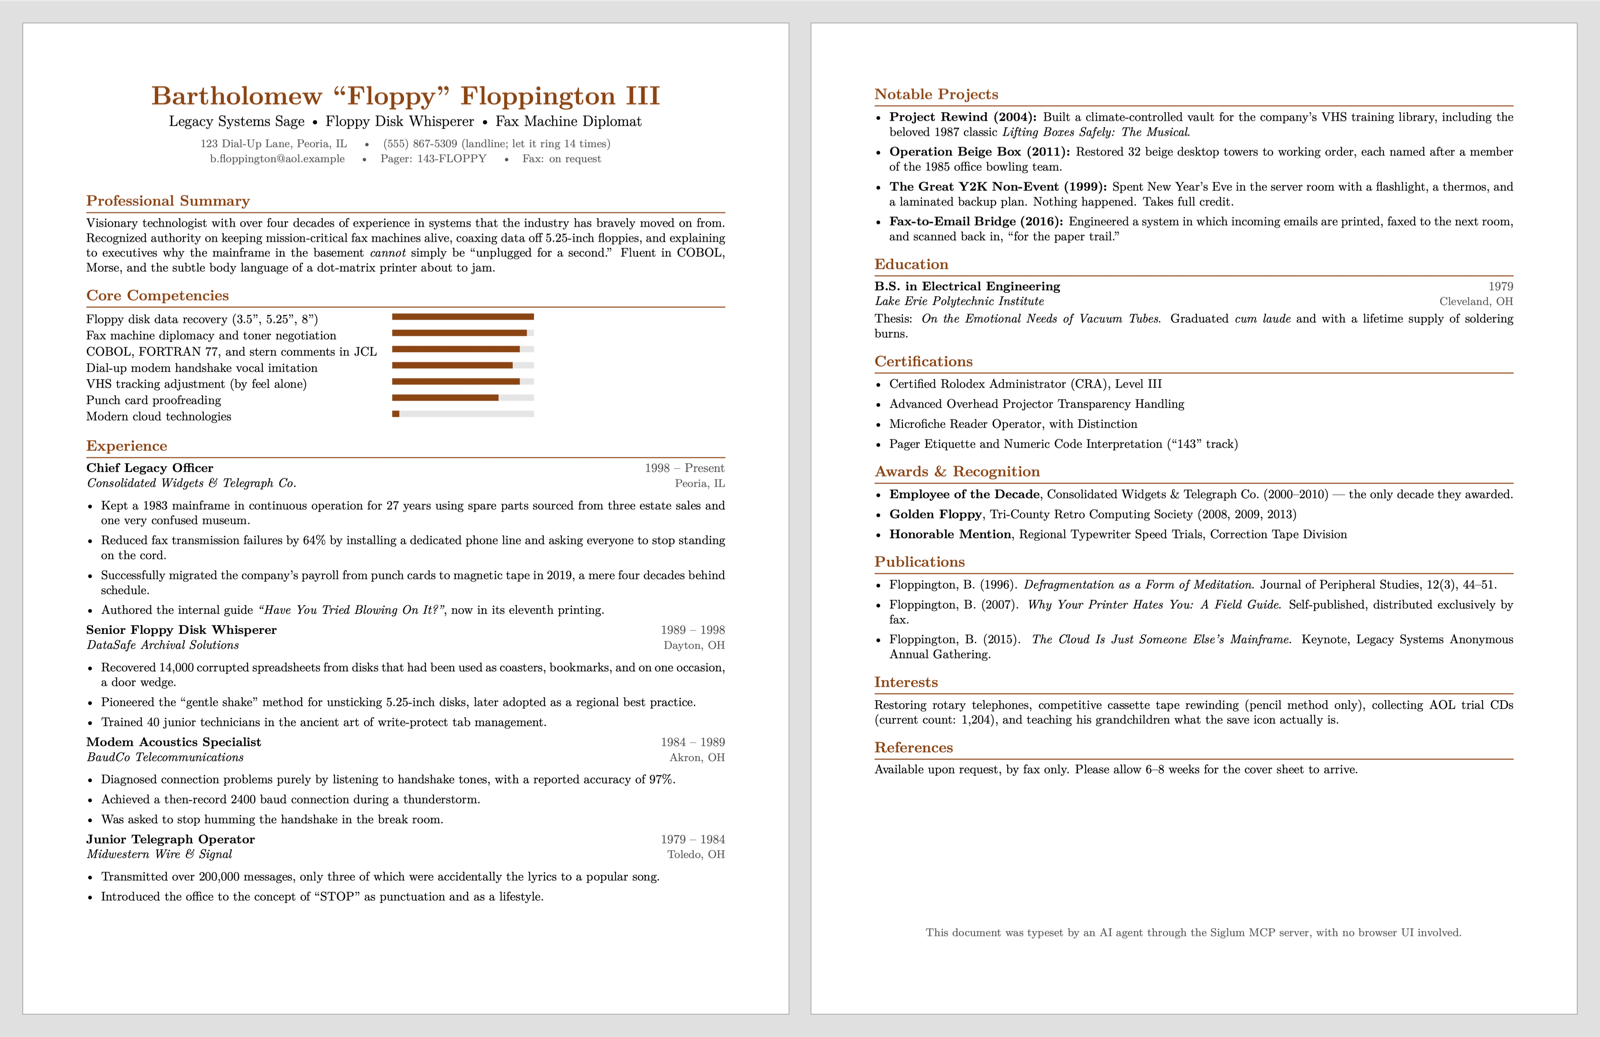 Bartholomew “Floppy” Floppington III
Legacy Systems Sage • Floppy Disk Whisperer • Fax Machine Diplomat
123 Dial-Up Lane, Peoria, IL • (555) 867-5309 (landline; let it ring 14 times)
b.floppington@aol.example • Pager: 143-FLOPPY • Fax: on request
Professional Summary
Visionary technologist with over four decades of experience in systems that the industry has bravely moved on from.
Recognized authority on keeping mission-critical fax machines alive, coaxing data off 5.25-inch floppies, and explaining
to executives why the mainframe in the basement cannot simply be “unplugged for a second.” Fluent in COBOL,
Morse, and the subtle body language of a dot-matrix printer about to jam.
Core Competencies
Floppy disk data recovery (3.5”, 5.25”, 8”)
Fax machine diplomacy and toner negotiation
COBOL, FORTRAN 77, and stern comments in JCL
Dial-up modem handshake vocal imitation
VHS tracking adjustment (by feel alone)
Punch card proofreading
Modern cloud technologies
Experience
Chief Legacy Officer 1998 – Present
Consolidated Widgets & Telegraph Co. Peoria, IL
• Kept a 1983 mainframe in continuous operation for 27 years using spare parts sourced from three estate sales and
one very confused museum.
• Reduced fax transmission failures by 64% by installing a dedicated phone line and asking everyone to stop standing
on the cord.
• Successfully migrated the company’s payroll from punch cards to magnetic tape in 2019, a mere four decades behind
schedule.
• Authored the internal guide “Have You Tried Blowing On It?”, now in its eleventh printing.
Senior Floppy Disk Whisperer 1989 – 1998
DataSafe Archival Solutions Dayton, OH
• Recovered 14,000 corrupted spreadsheets from disks that had been used as coasters, bookmarks, and on one occasion,
a door wedge.
• Pioneered the “gentle shake” method for unsticking 5.25-inch disks, later adopted as a regional best practice.
• Trained 40 junior technicians in the ancient art of write-protect tab management.
Modem Acoustics Specialist 1984 – 1989
BaudCo Telecommunications Akron, OH
• Diagnosed connection problems purely by listening to handshake tones, with a reported accuracy of 97%.
• Achieved a then-record 2400 baud connection during a thunderstorm.
• Was asked to stop humming the handshake in the break room.
Junior Telegraph Operator 1979 – 1984
Midwestern Wire & Signal Toledo, OH
• Transmitted over 200,000 messages, only three of which were accidentally the lyrics to a popular song.
• Introduced the office to the concept of “STOP” as punctuation and as a lifestyle.
Notable Projects
• Project Rewind (2004): Built a climate-controlled vault for the company’s VHS training library, including the
beloved 1987 classic Lifting Boxes Safely: The Musical.
• Operation Beige Box (2011): Restored 32 beige desktop towers to working order, each named after a member
of the 1985 office bowling team.
• The Great Y2K Non-Event (1999): Spent New Year’s Eve in the server room with a flashlight, a thermos, and
a laminated backup plan. Nothing happened. Takes full credit.
• Fax-to-Email Bridge (2016): Engineered a system in which incoming emails are printed, faxed to the next room,
and scanned back in, “for the paper trail.”
Education
B.S. in Electrical Engineering 1979
Lake Erie Polytechnic Institute Cleveland, OH
Thesis: On the Emotional Needs of Vacuum Tubes. Graduated cum laude and with a lifetime supply of soldering
burns.
Certifications
• Certified Rolodex Administrator (CRA), Level III
• Advanced Overhead Projector Transparency Handling
• Microfiche Reader Operator, with Distinction
• Pager Etiquette and Numeric Code Interpretation (“143” track)
Awards & Recognition
• Employee of the Decade, Consolidated Widgets & Telegraph Co. (2000–2010) — the only decade they awarded.
• Golden Floppy, Tri-County Retro Computing Society (2008, 2009, 2013)
• Honorable Mention, Regional Typewriter Speed Trials, Correction Tape Division
Publications
• Floppington, B. (1996). Defragmentation as a Form of Meditation. Journal of Peripheral Studies, 12(3), 44–51.
• Floppington, B. (2007). Why Your Printer Hates You: A Field Guide. Self-published, distributed exclusively by
fax.
• Floppington, B. (2015). The Cloud Is Just Someone Else’s Mainframe. Keynote, Legacy Systems Anonymous
Annual Gathering.
Interests
Restoring rotary telephones, competitive cassette tape rewinding (pencil method only), collecting AOL trial CDs
(current count: 1,204), and teaching his grandchildren what the save icon actually is.
References
Available upon request, by fax only. Please allow 6–8 weeks for the cover sheet to arrive.
This document was typeset by an AI agent through the Siglum MCP server, with no browser UI involved.